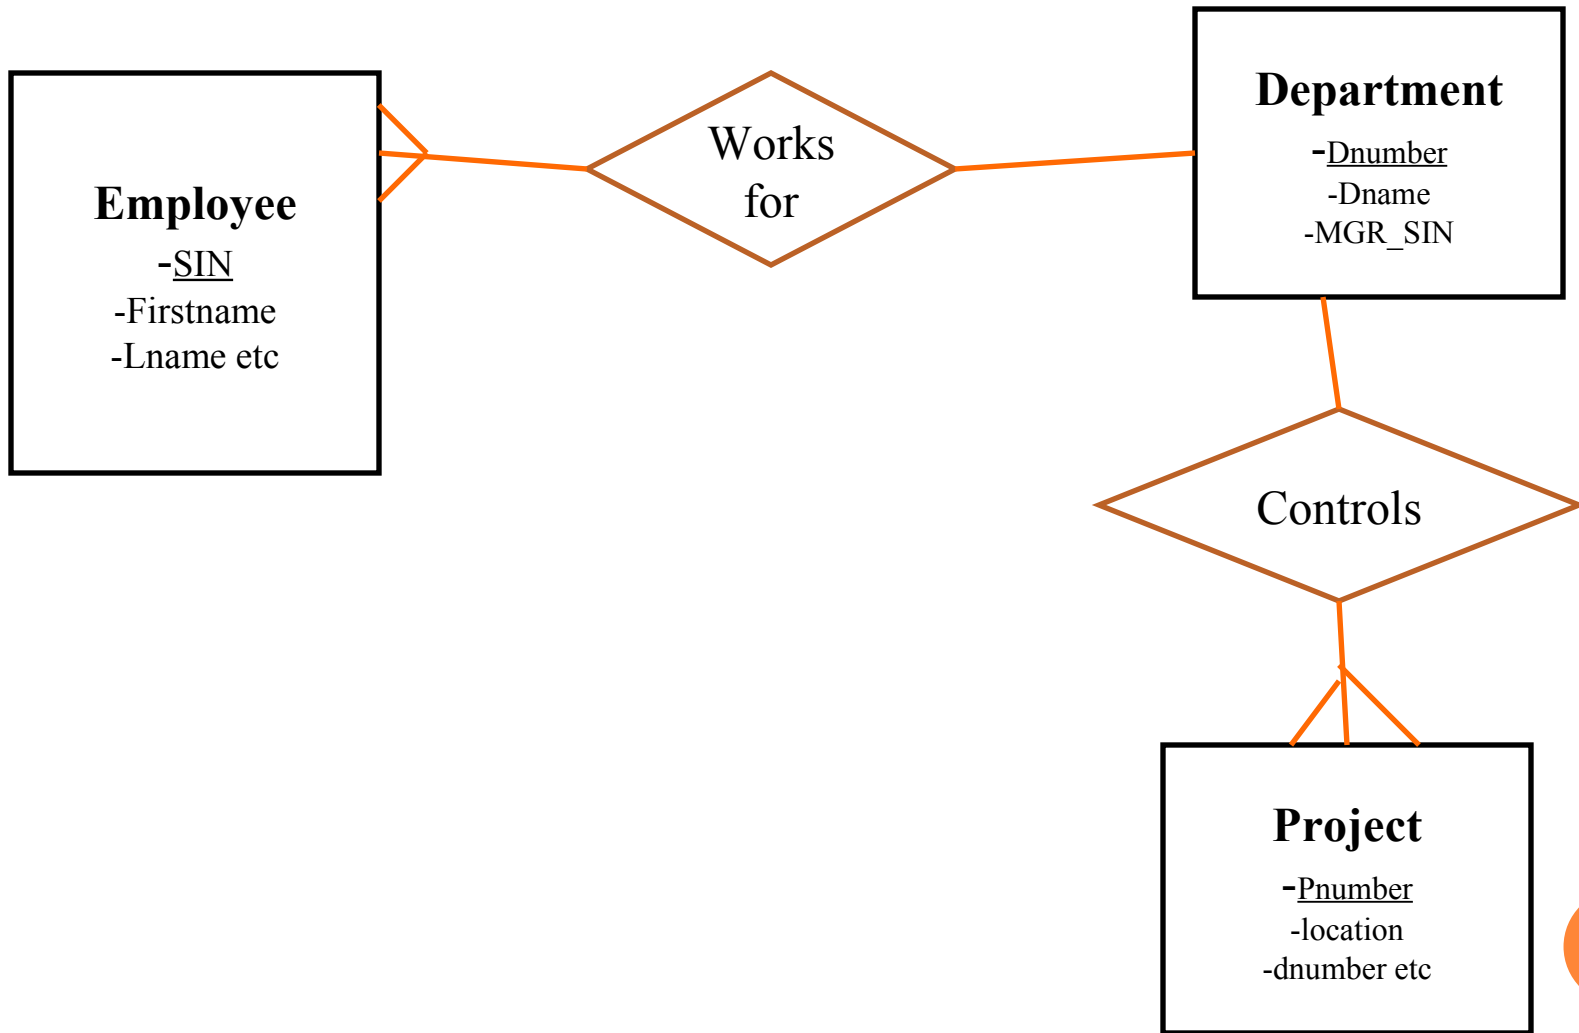 Employee
-SIN
-Firstname
-Lname etc
Works
for
Department
-Dnumber
-Dname
-MGR_SIN
Controls
Project
-Pnumber
-location
-dnumber etc